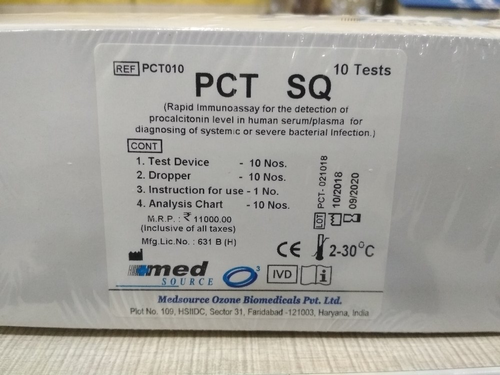 REF PCT010
PCT SQ
10 Tests
(Rapid Immunoassay for the detection of
procalcitonin level in human serum/plasma for
diagnosing of systemic or severe bacterial Infection.)
CONT
1. Test Device - 10 Nos.
2. Dropper - 10 Nos.
3. Instruction for use - 1 No.
4. Analysis Chart - 10 Nos.
M.R.P. : ₹ 11000.00
(Inclusive of all taxes)
Mfg.Lic.No. : 631 B (H)
LOT PCT- 021018
10/2018
09/2020
CE 2-30°C
med
SOURCE
O3
IVD i
Medsource Ozone Biomedicals Pvt. Ltd.
Plot No. 109, HSIIDC, Sector 31, Faridabad -121003, Haryana, India